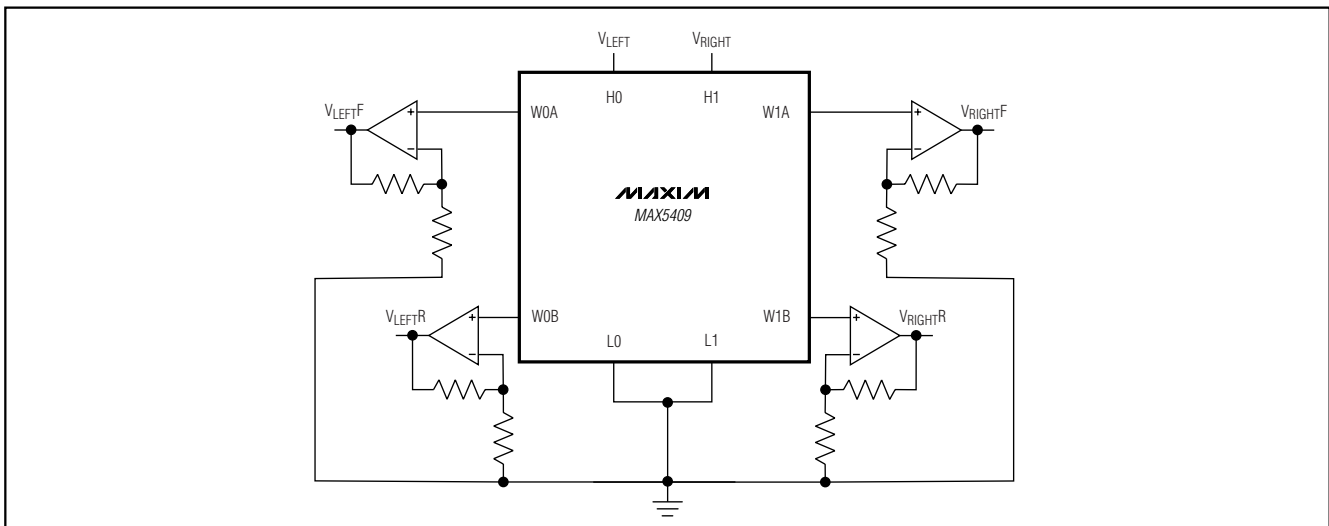 VLEFT VRIGHT
H0 H1
W0A W1A
VLEFTF + + VRIGHTF
− −
MAXIM
MAX5409
W0B W1B
VLEFTR + + VRIGHTR
− −
L0 L1